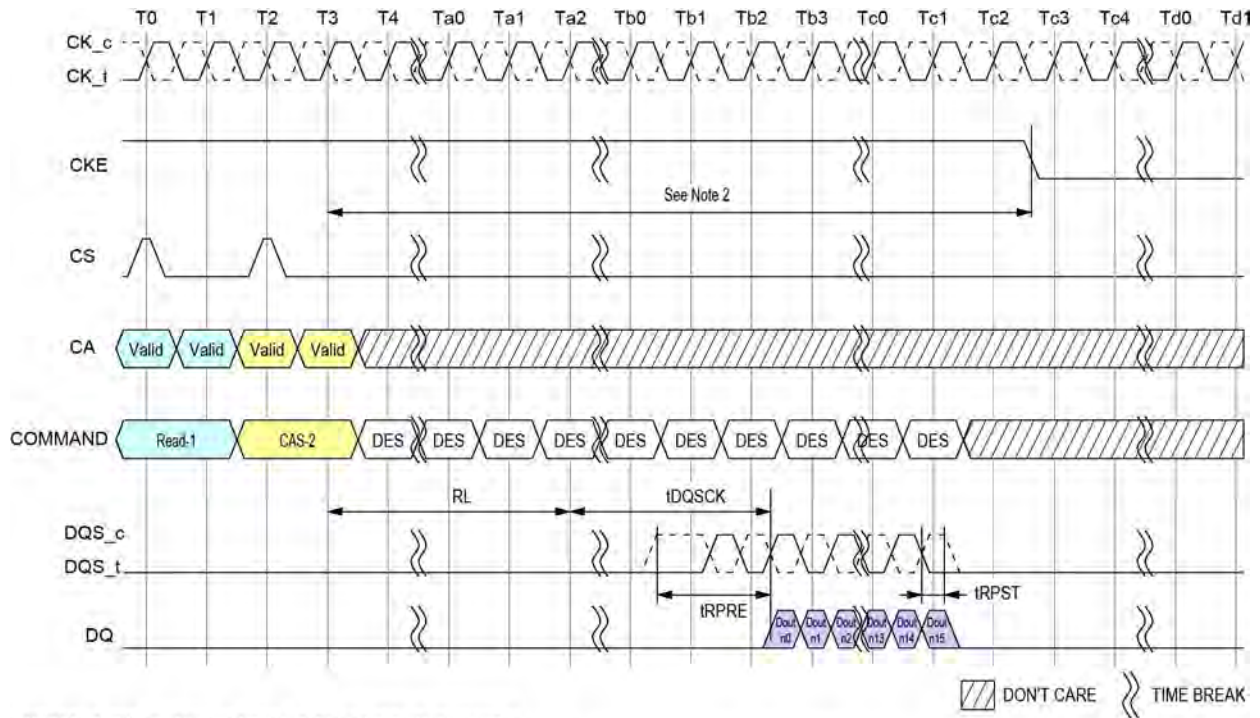 T0 T1 T2 T3 T4 Ta0 Ta1 Ta2 Tb0 Tb1 Tb2 Tb3 Tc0 Tc1 Tc2 Tc3 Tc4 Td0 Td1
CK_c
CK_t
CKE
See Note 2
CS
CA Valid Valid Valid Valid
COMMAND Read-1 CAS-2 DES DES DES DES DES DES DES DES DES DES
RL tDQSCK
DQS_c
DQS_t
tRPRE tRPST
DQ Dout n0 Dout n1 Dout n2 Dout n13 Dout n14 Dout n15
DON'T CARE TIME BREAK